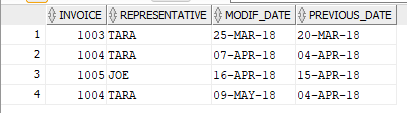 INVOICE REPRESENTATIVE MODIF_DATE PREVIOUS_DATE
1 1003 TARA 25-MAR-18 20-MAR-18
2 1004 TARA 07-APR-18 04-APR-18
3 1005 JOE 16-APR-18 15-APR-18
4 1004 TARA 09-MAY-18 04-APR-18